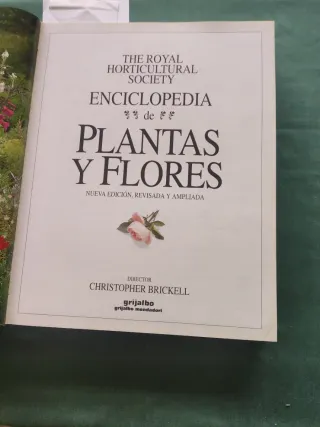 THE ROYAL
HORTICULTURAL
SOCIETY
ENCICLOPEDIA
de
PLANTAS
Y FLORES
NUEVA EDICIÓN, REVISADA Y AMPLIADA
DIRECTOR
CHRISTOPHER BRICKELL
grijalbo
grijalbo mondadori